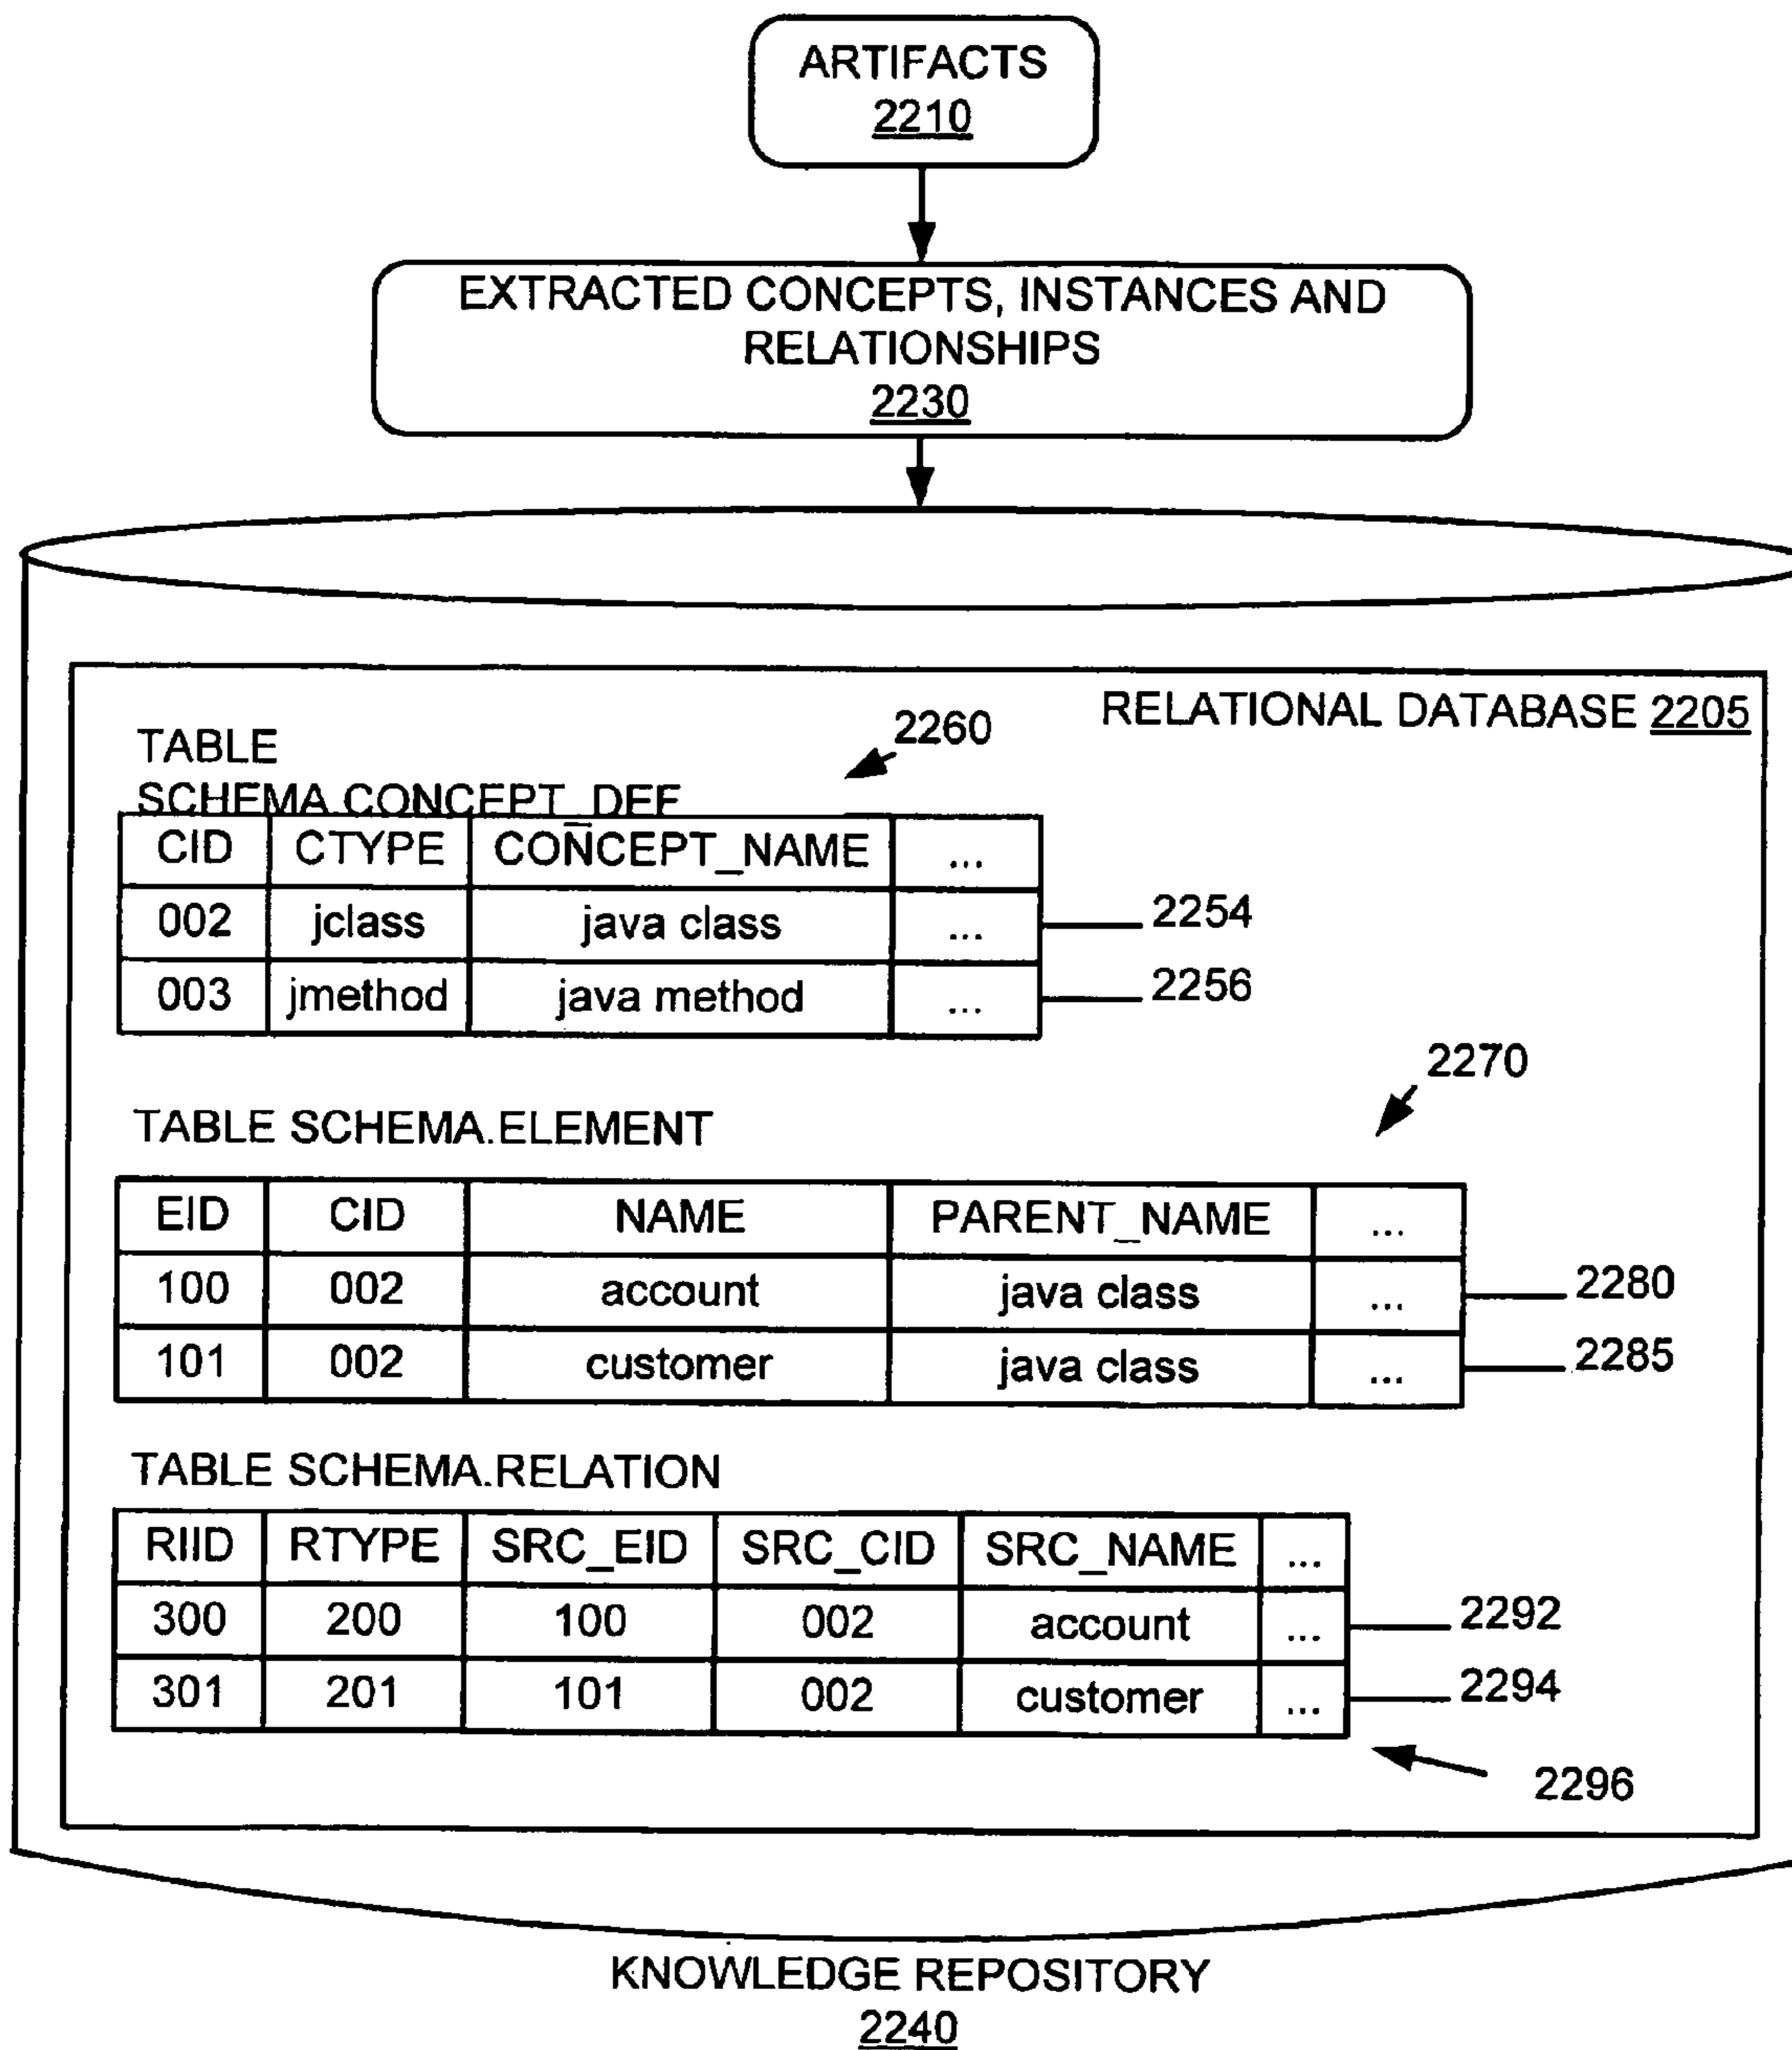 ARTIFACTS
2210
EXTRACTED CONCEPTS, INSTANCES AND
RELATIONSHIPS
2230
RELATIONAL DATABASE 2205
2260
TABLE
SCHEMA.CONCEPT_DEF
CID CTYPE CONCEPT_NAME ...
002 jclass java class ... 2254
003 jmethod java method ... 2256
2270
TABLE SCHEMA.ELEMENT
EID CID NAME PARENT_NAME ...
100 002 account java class ... 2280
101 002 customer java class ... 2285
TABLE SCHEMA.RELATION
RIID RTYPE SRC_EID SRC_CID SRC_NAME ...
300 200 100 002 account ... 2292
301 201 101 002 customer ... 2294
2296
KNOWLEDGE REPOSITORY
2240